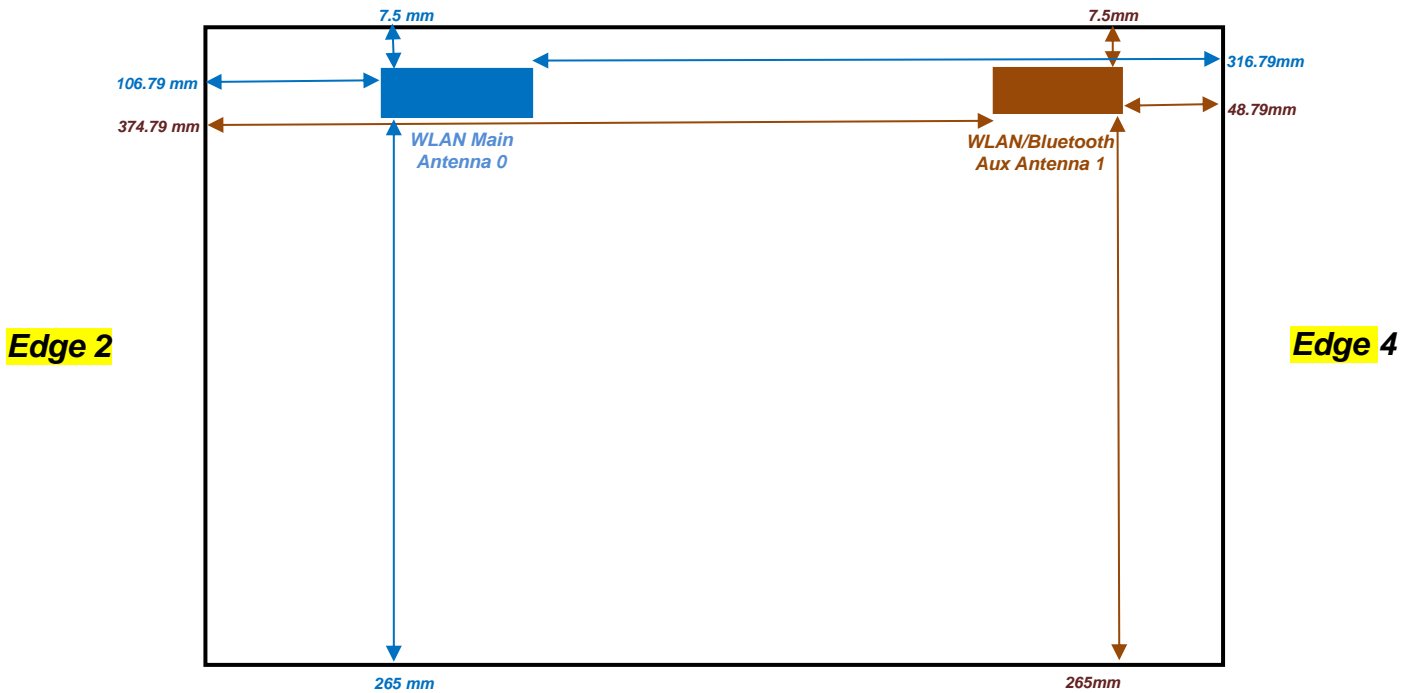 7.5 mm
7.5mm
106.79 mm
316.79mm
374.79 mm
48.79mm
WLAN Main
Antenna 0
WLAN/Bluetooth
Aux Antenna 1
Edge 2
Edge 4
265 mm
265mm